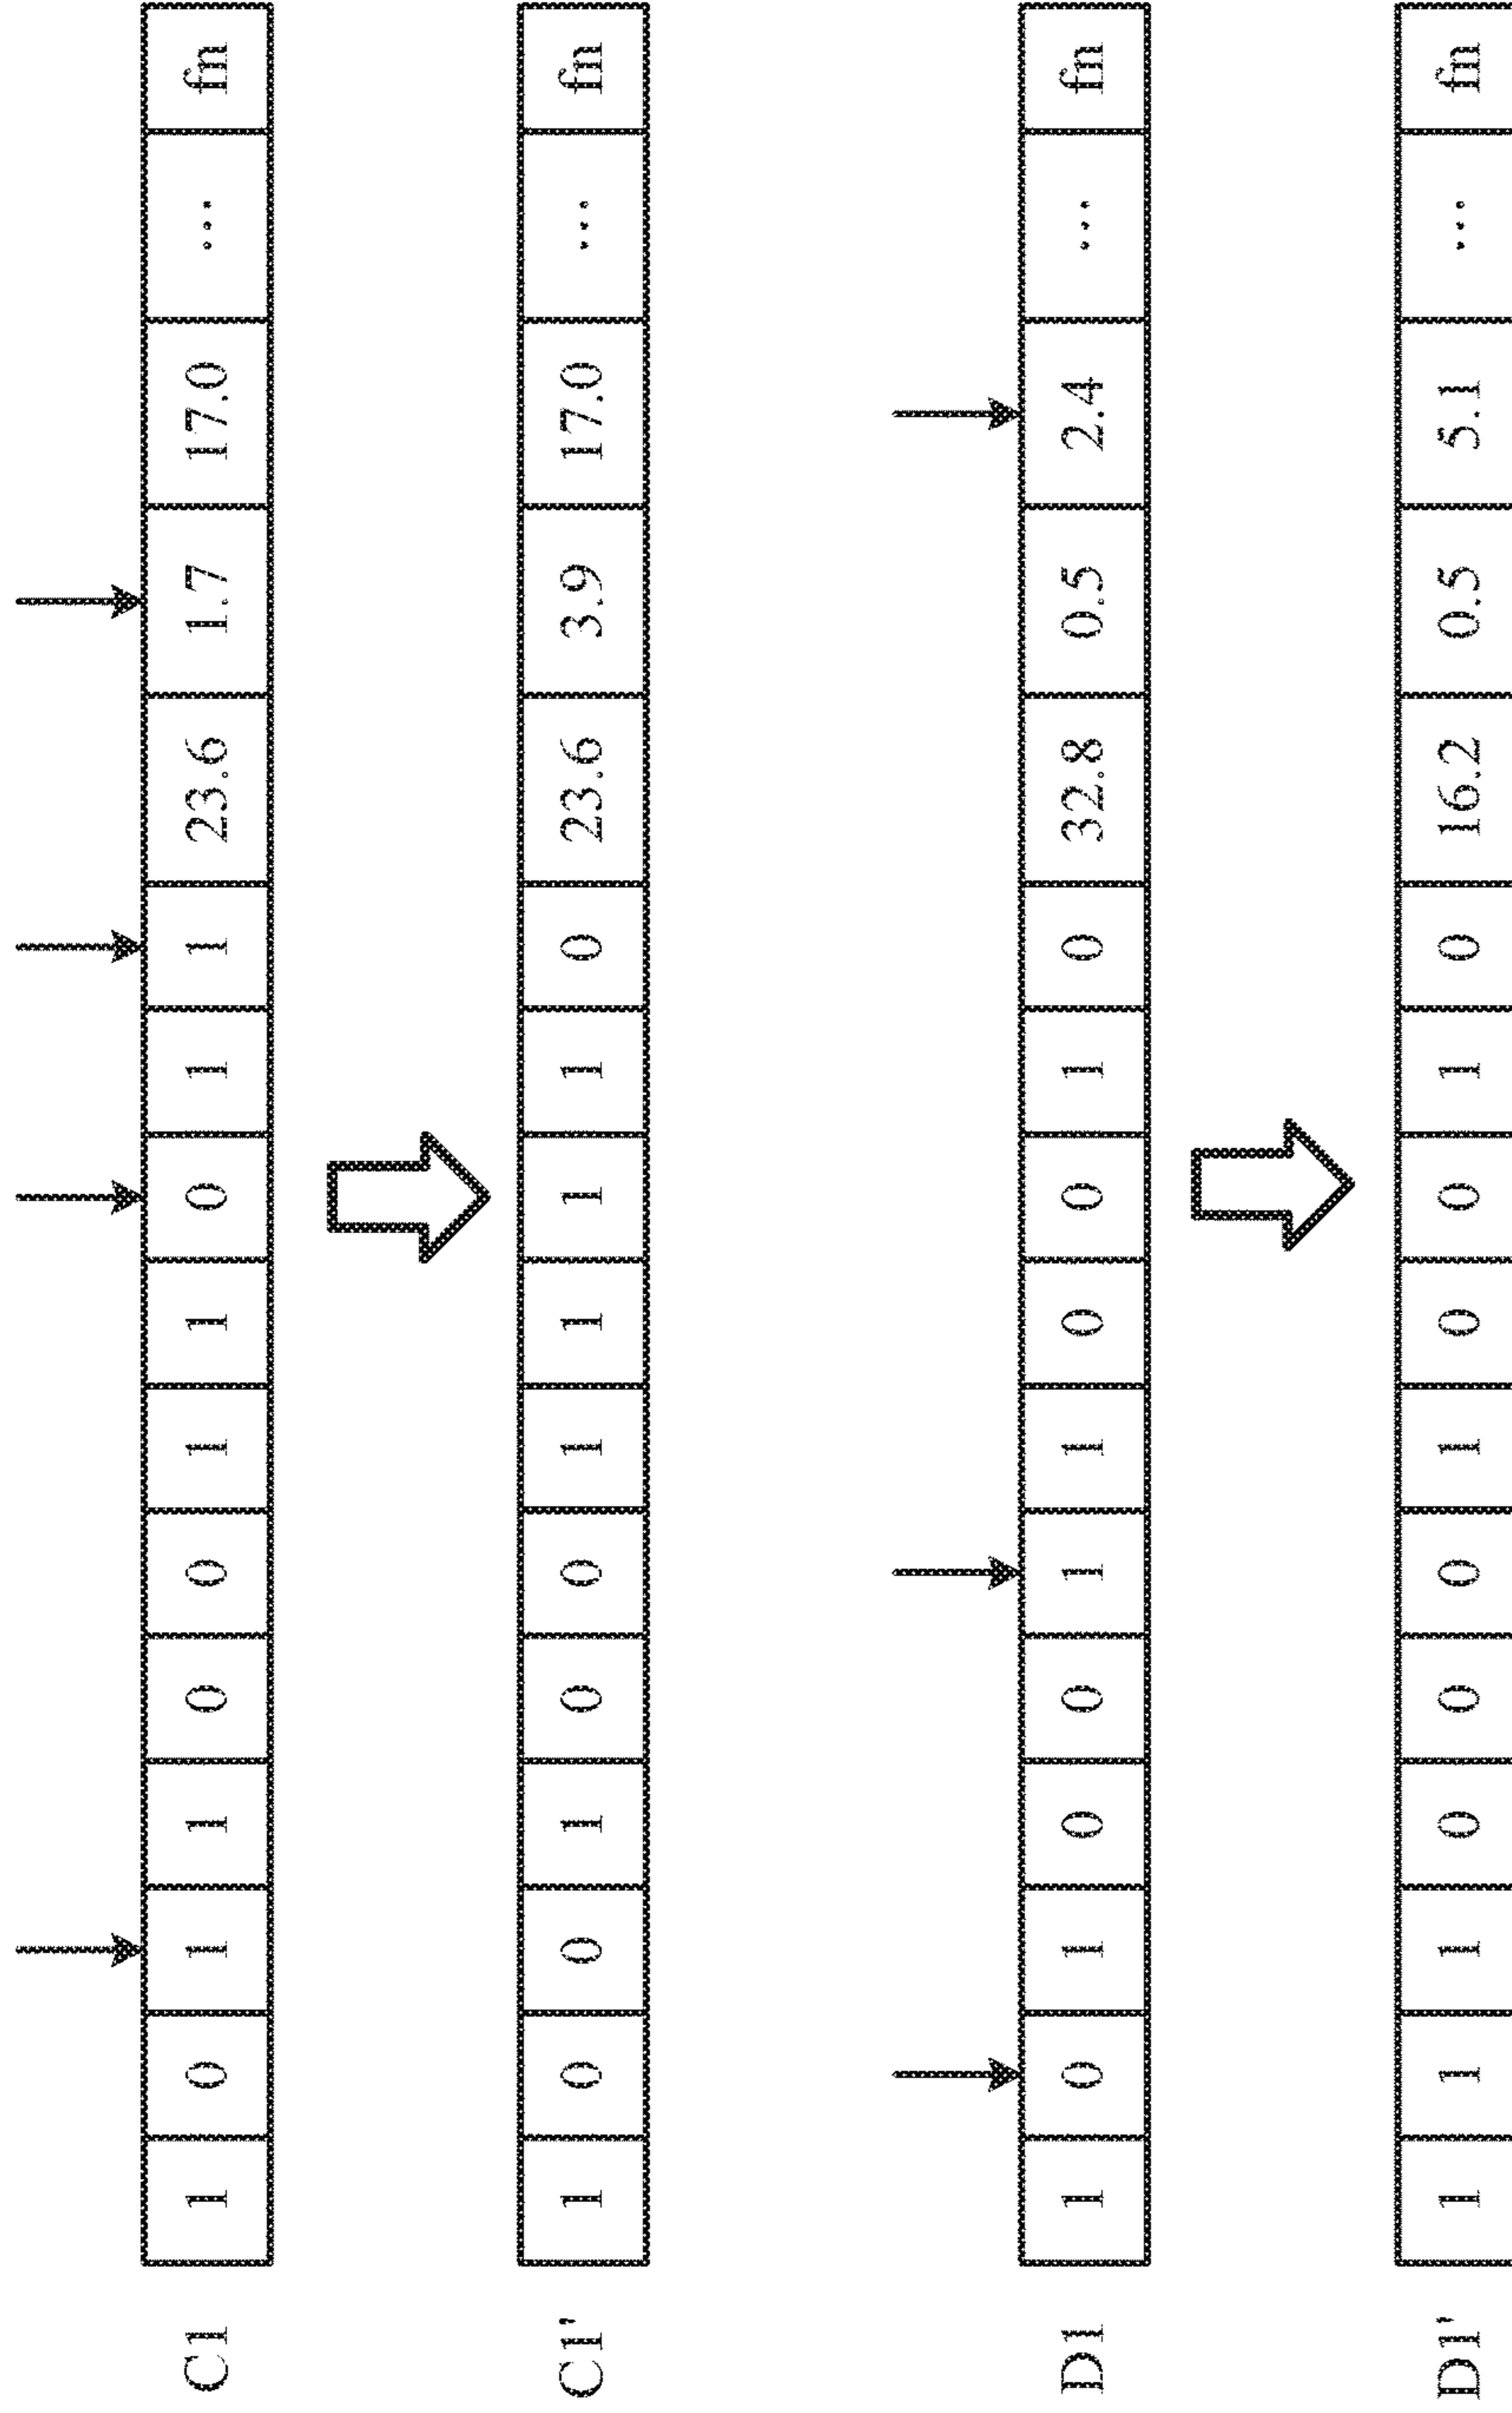 C1 1 0 1 1 0 0 1 1 0 1 1 23.6 1.7 17.0 ... fn
C1' 1 0 0 1 0 0 1 1 1 1 0 23.6 3.9 17.0 ... fn
D1 1 0 1 0 0 1 1 0 0 1 0 32.8 0.5 2.4 ... fn
D1' 1 1 1 0 0 0 1 0 0 1 0 16.2 0.5 5.1 ... fn